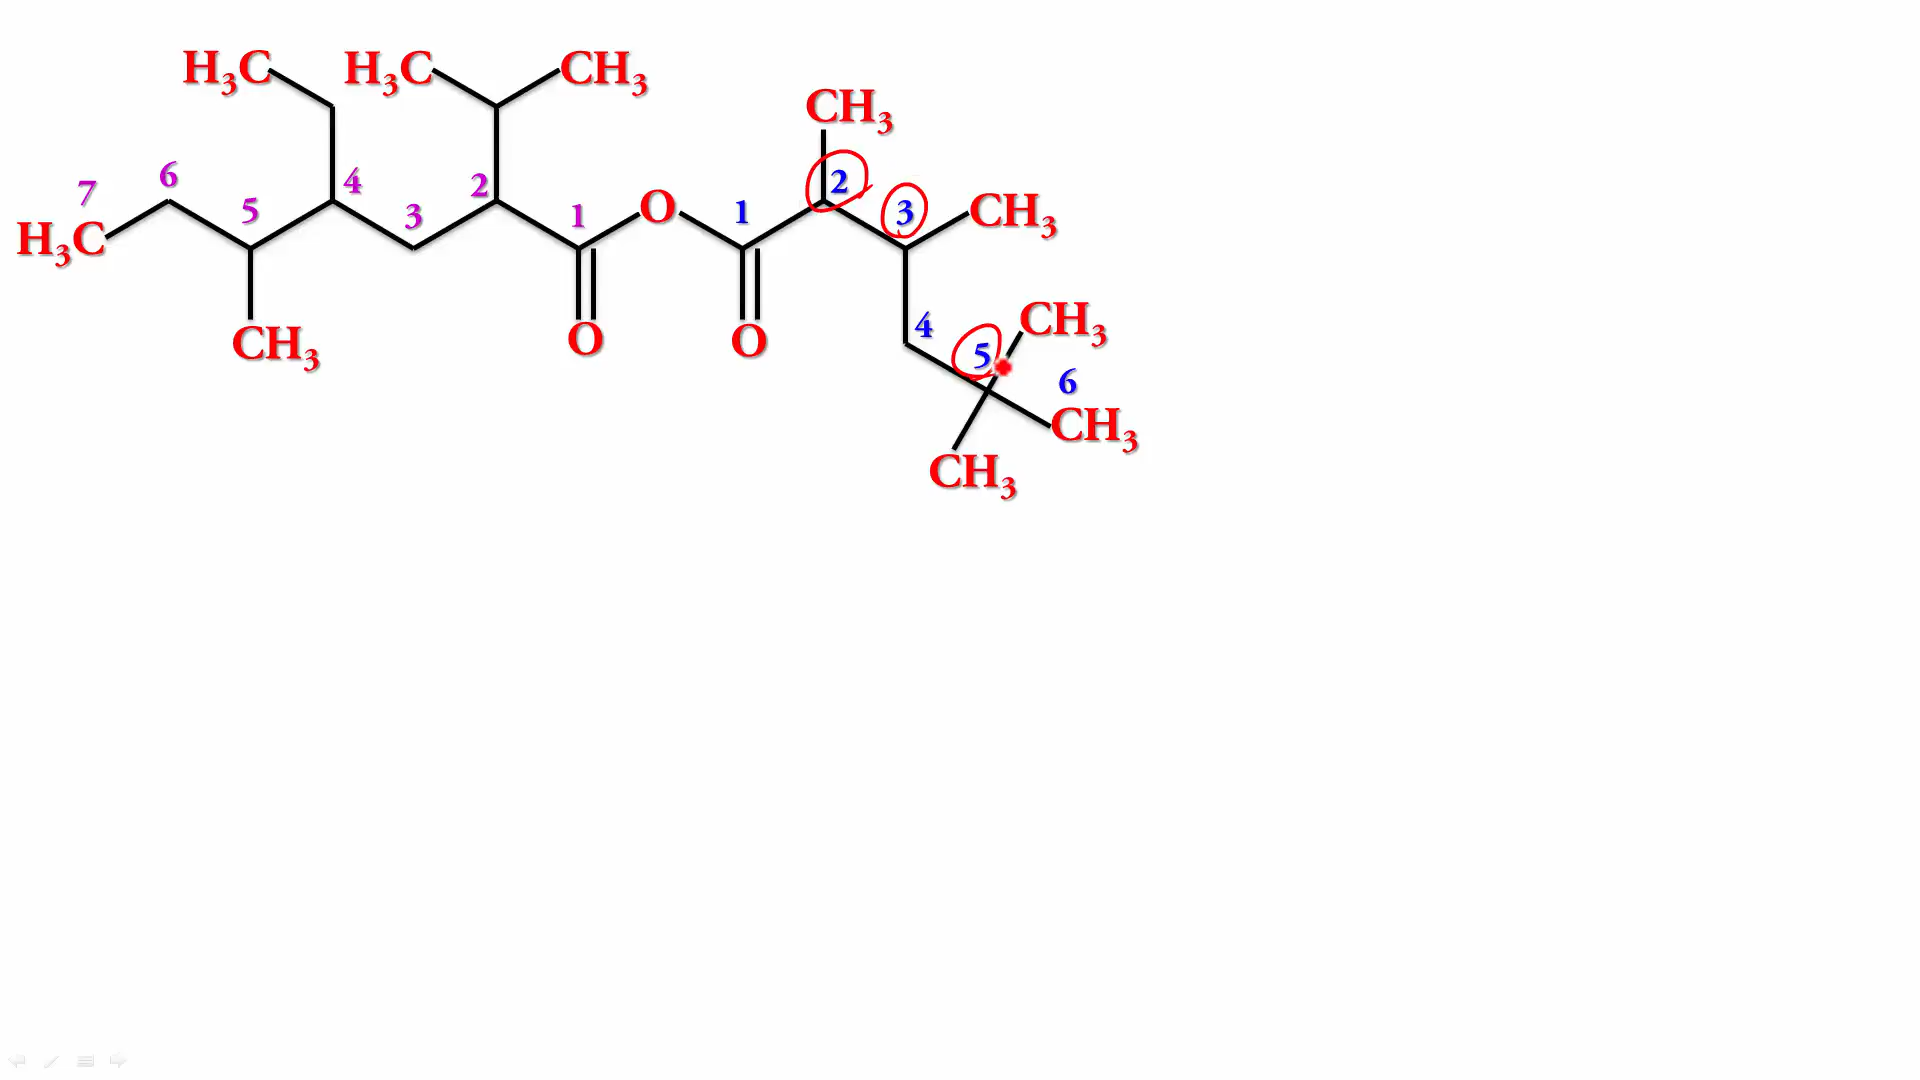 H₃C H₃C CH₃
CH₃
7 6 5 4 3 2 1 O 1 2 3 CH₃
H₃C
CH₃ O O 4 5 CH₃
6
CH₃
CH₃